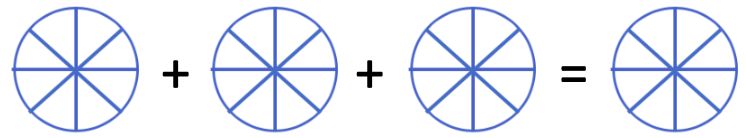 + + =